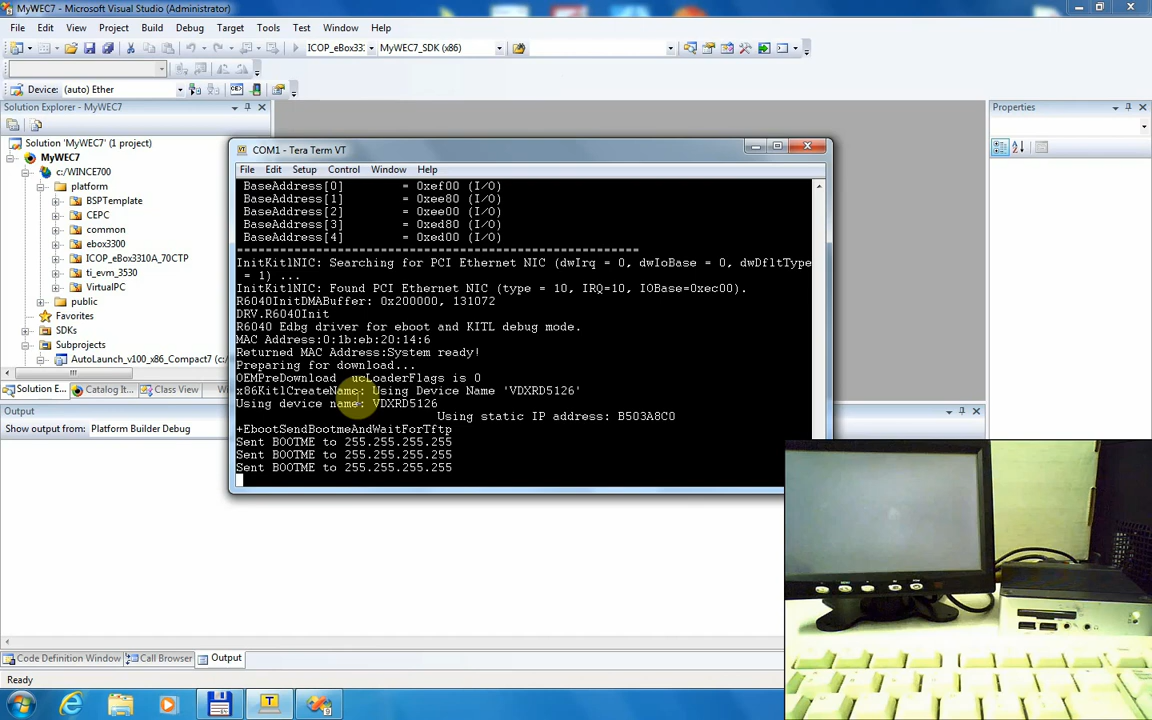 MyWEC7 - Microsoft Visual Studio (Administrator)
File Edit View Project Build Debug Target Tools Test Window Help
ICOP_eBox33: MyWEC7_SDK (x86)
Device: (auto) Ether
Solution Explorer - MyWEC7
Properties
Solution 'MyWEC7' (1 project)
MyWEC7
c:/WINCE700
platform
BSPTemplate
CEPC
common
ebox3300
ICOP_eBox3310A_70CTP
ti_evm_3530
VirtualPC
public
Favorites
SDKs
Subprojects
AutoLaunch_v100_x86_Compact7 (c:/
Solution E... Catalog It... Class View
COM1 - Tera Term VT
File Edit Setup Control Window Help
BaseAddress[0] = 0xef00 (I/O)
BaseAddress[1] = 0xee80 (I/O)
BaseAddress[2] = 0xee00 (I/O)
BaseAddress[3] = 0xed80 (I/O)
BaseAddress[4] = 0xed00 (I/O)
=====================================================
InitKitlNIC: Searching for PCI Ethernet NIC (dwIrq = 0, dwIoBase = 0, dwDfltType
= 1) ...
InitKitlNIC: Found PCI Ethernet NIC (type = 10, IRQ=10, IOBase=0xec00).
R6040InitDMABuffer: 0x200000, 131072
DRV.R6040Init
R6040 Edbg driver for eboot and KITL debug mode.
MAC Address:0:1b:eb:20:14:6
Returned MAC Address:System ready!
Preparing for download...
OEMPreDownload ucLoaderFlags is 0
x86KitlCreateName: Using Device Name 'VDXRD5126'
Using device name: VDXRD5126
Using static IP address: B503A8C0
+EbootSendBootmeAndWaitForTftp
Sent BOOTME to 255.255.255.255
Sent BOOTME to 255.255.255.255
Sent BOOTME to 255.255.255.255
Output
Show output from: Platform Builder Debug
Code Definition Window Call Browser Output
Ready